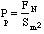 P_P = F_N / S_m²